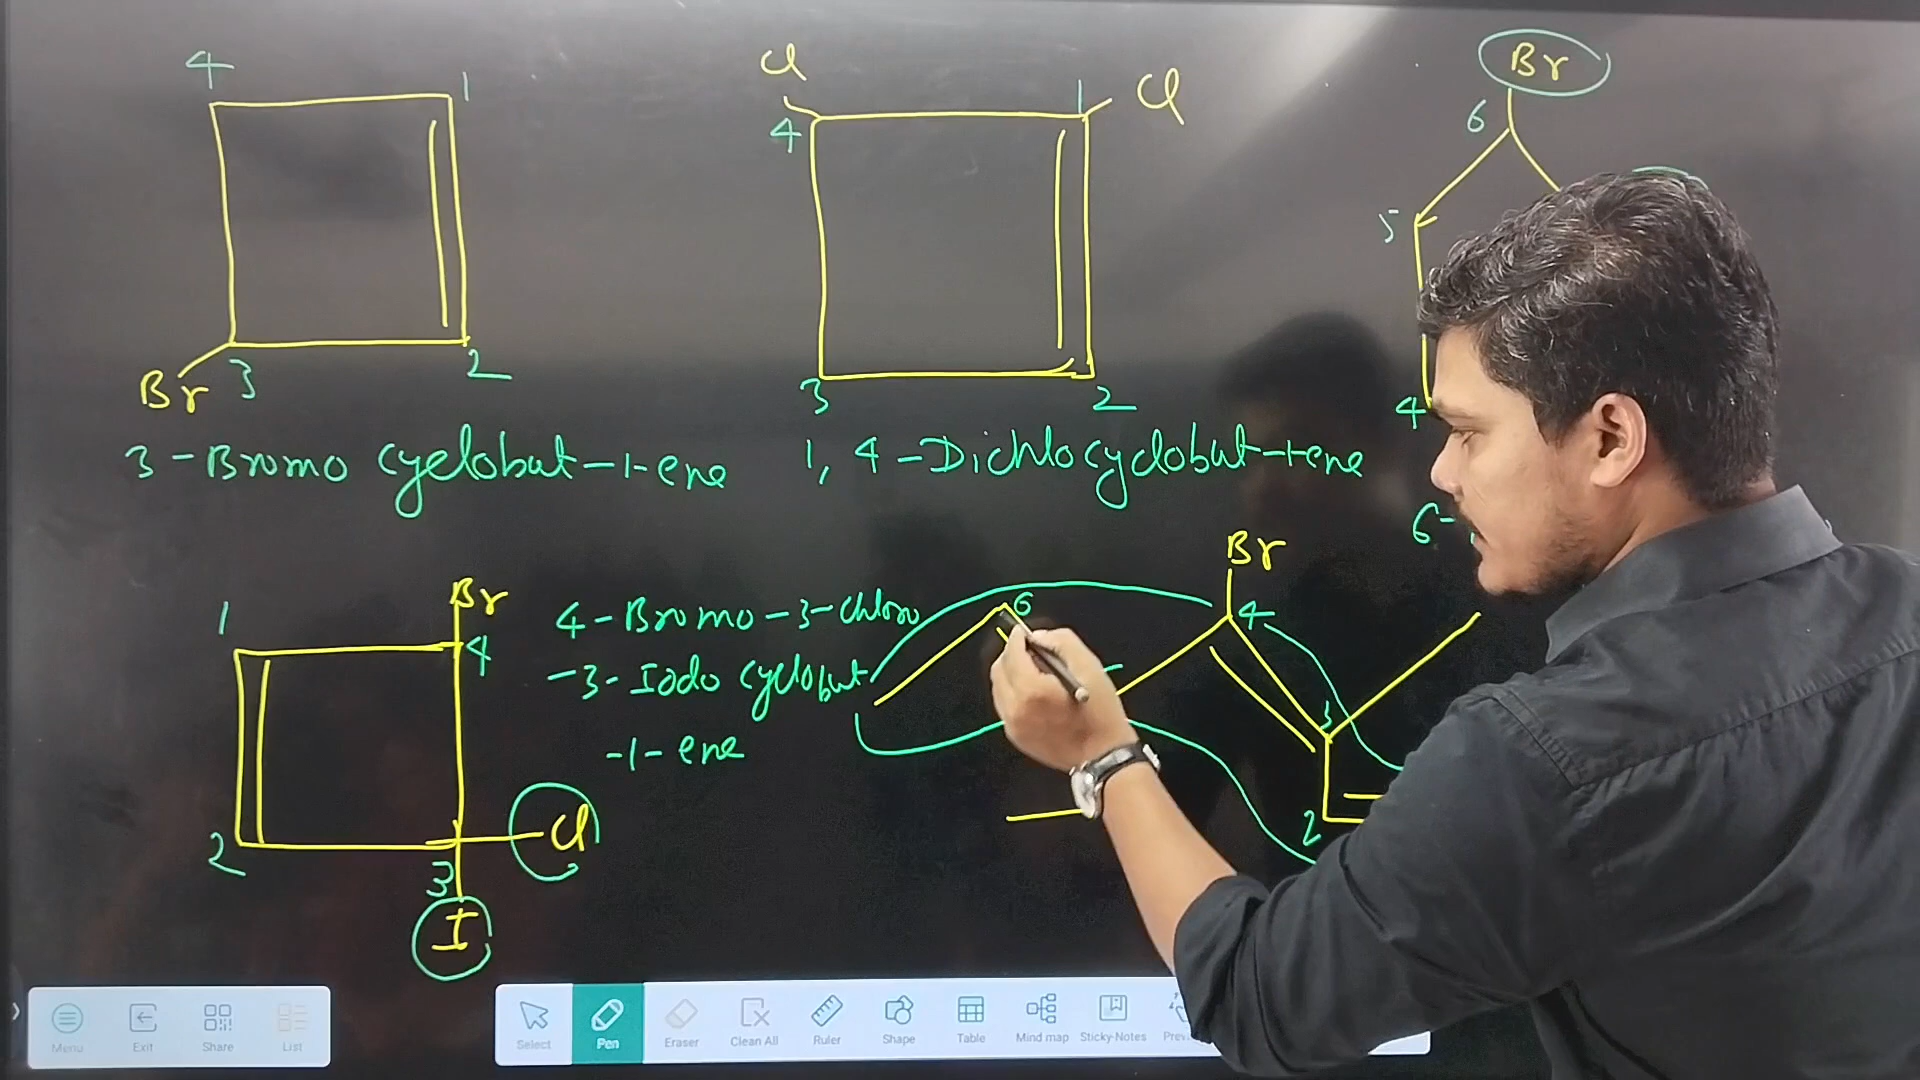 4
1
Br
3
2
3-Bromo cyclobut-1-ene
Cl
Cl
4
1
3
2
1, 4-Dichlocyclobut-1-ene
Br
6
5
4
6-
1
Br
4
2
3
Cl
I
4-Bromo-3-chloro
-3-Iodo cyclobut
-1-ene
6
Br
4
3
2
Menu
Exit
Share
List
Select
Pen
Eraser
Clean All
Ruler
Shape
Table
Mind map
Sticky-Notes